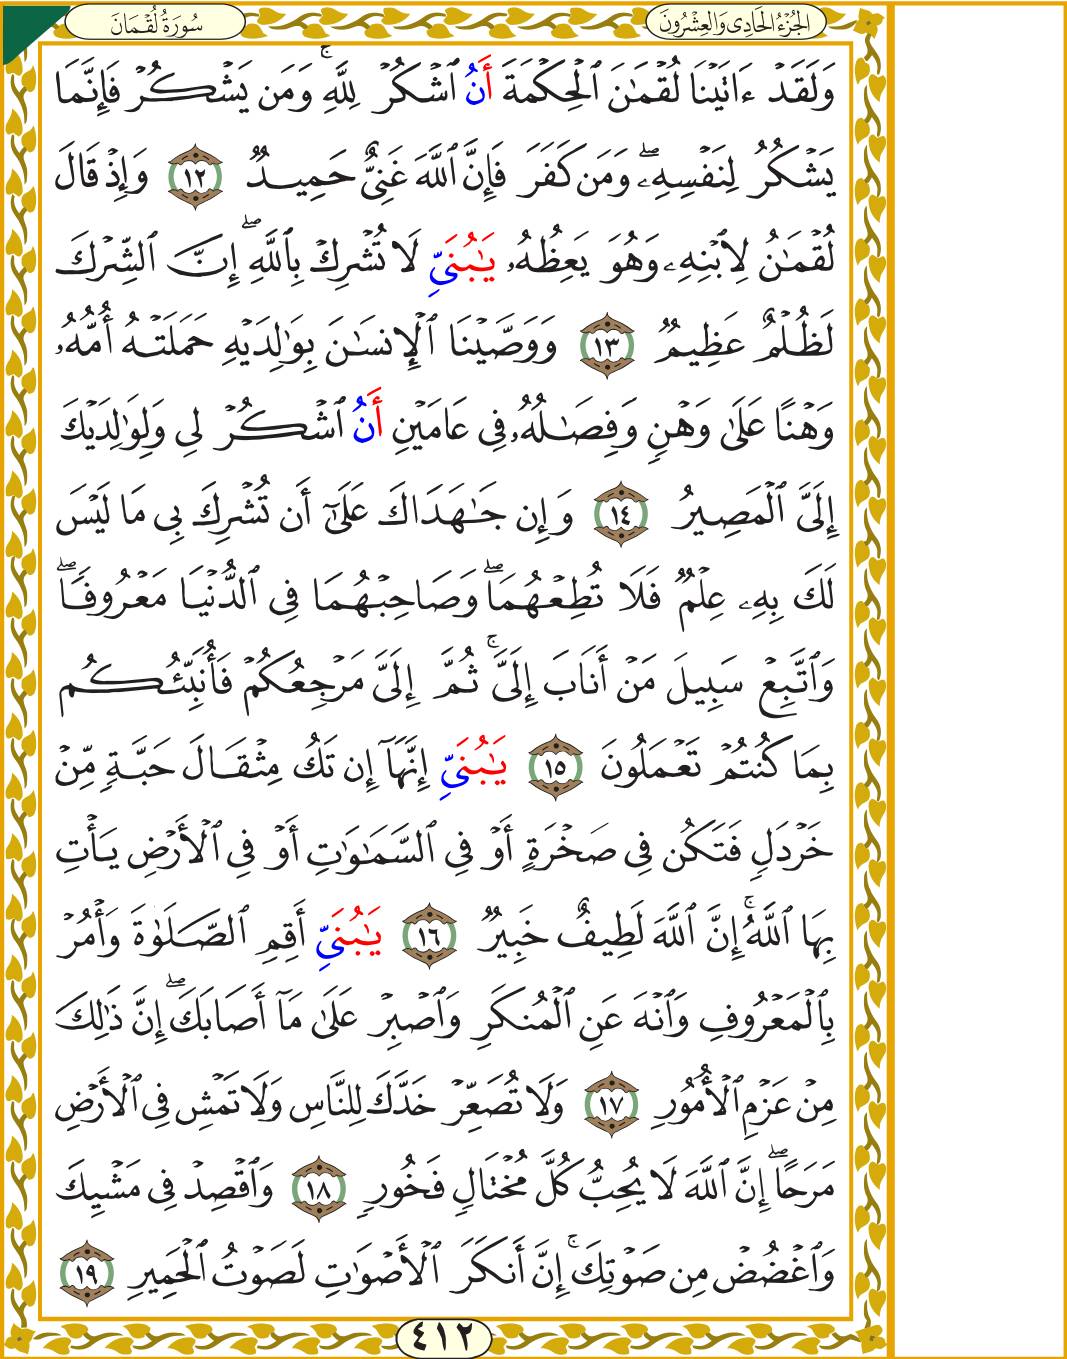 سُورَةُ لُقْمَانَ
الجُزْءُ الحَادِى وَالعِشْرُونَ
وَلَقَدۡ ءَاتَيۡنَا لُقۡمَٰنَ ٱلۡحِكۡمَةَ أَنُ ٱشۡكُرۡ لِلَّهِۚ وَمَن يَشۡكُرۡ فَإِنَّمَا
يَشۡكُرُ لِنَفۡسِهِۦۖ وَمَن كَفَرَ فَإِنَّ ٱللَّهَ غَنِيٌّ حَمِيدٞ ١٢ وَإِذۡ قَالَ
لُقۡمَٰنُ لِٱبۡنِهِۦ وَهُوَ يَعِظُهُۥ يَٰبُنَيِّ لَا تُشۡرِكۡ بِٱللَّهِۖ إِنَّ ٱلشِّرۡكَ
لَظُلۡمٌ عَظِيمٞ ١٣ وَوَصَّيۡنَا ٱلۡإِنسَٰنَ بِوَٰلِدَيۡهِ حَمَلَتۡهُ أُمُّهُۥ
وَهۡنًا عَلَىٰ وَهۡنٖ وَفِصَٰلُهُۥ فِي عَامَيۡنِ أَنُ ٱشۡكُرۡ لِي وَلِوَٰلِدَيۡكَ
إِلَيَّ ٱلۡمَصِيرُ ١٤ وَإِن جَٰهَدَاكَ عَلَىٰٓ أَن تُشۡرِكَ بِي مَا لَيۡسَ
لَكَ بِهِۦ عِلۡمٞ فَلَا تُطِعۡهُمَاۖ وَصَاحِبۡهُمَا فِي ٱلدُّنۡيَا مَعۡرُوفٗاۖ
وَٱتَّبِعۡ سَبِيلَ مَنۡ أَنَابَ إِلَيَّۚ ثُمَّ إِلَيَّ مَرۡجِعُكُمۡ فَأُنَبِّئُكُم
بِمَا كُنتُمۡ تَعۡمَلُونَ ١٥ يَٰبُنَيِّ إِنَّهَآ إِن تَكُ مِثۡقَالَ حَبَّةٖ مِّنۡ
خَرۡدَلٖ فَتَكُن فِي صَخۡرَةٍ أَوۡ فِي ٱلسَّمَٰوَٰتِ أَوۡ فِي ٱلۡأَرۡضِ يَأۡتِ
بِهَا ٱللَّهُۚ إِنَّ ٱللَّهَ لَطِيفٌ خَبِيرٞ ١٦ يَٰبُنَيِّ أَقِمِ ٱلصَّلَوٰةَ وَأۡمُرۡ
بِٱلۡمَعۡرُوفِ وَٱنۡهَ عَنِ ٱلۡمُنكَرِ وَٱصۡبِرۡ عَلَىٰ مَآ أَصَابَكَۖ إِنَّ ذَٰلِكَ
مِنۡ عَزۡمِ ٱلۡأُمُورِ ١٧ وَلَا تُصَعِّرۡ خَدَّكَ لِلنَّاسِ وَلَا تَمۡشِ فِي ٱلۡأَرۡضِ
مَرَحًاۖ إِنَّ ٱللَّهَ لَا يُحِبُّ كُلَّ مُخۡتَالٖ فَخُورٖ ١٨ وَٱقۡصِدۡ فِي مَشۡيِكَ
وَٱغۡضُضۡ مِن صَوۡتِكَۚ إِنَّ أَنكَرَ ٱلۡأَصۡوَٰتِ لَصَوۡتُ ٱلۡحَمِيرِ ١٩
٤١٢